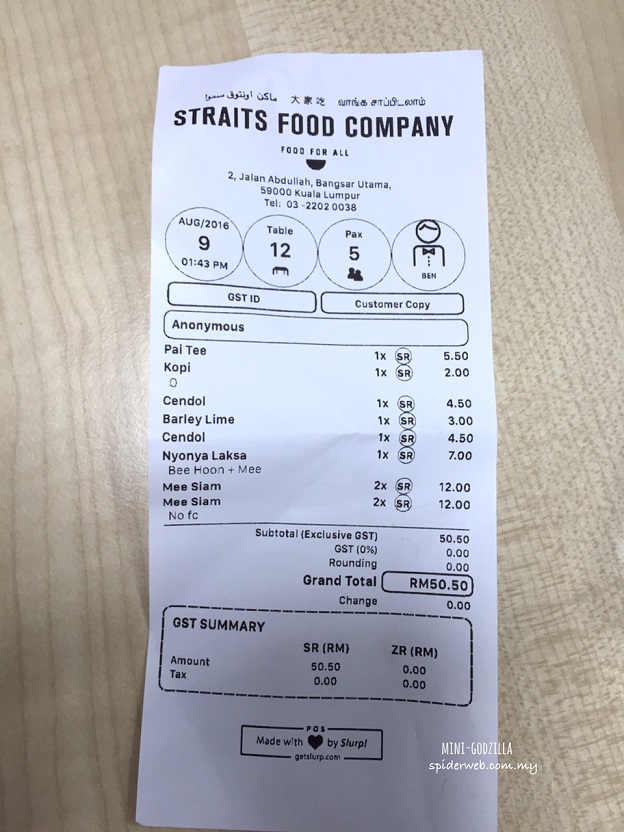 ماكن اونتوق سموا 大家吃 வாங்க சாப்பிடலாம்
STRAITS FOOD COMPANY
FOOD FOR ALL
2, Jalan Abdullah, Bangsar Utama,
59000 Kuala Lumpur
Tel: 03-2202 0038
AUG/2016
9
01:43 PM
Table
12
Pax
5
BEN
GST ID
Customer Copy
Anonymous
Pai Tee 1x SR 5.50
Kopi 1x SR 2.00
O
Cendol 1x SR 4.50
Barley Lime 1x SR 3.00
Cendol 1x SR 4.50
Nyonya Laksa 1x SR 7.00
Bee Hoon + Mee
Mee Siam 2x SR 12.00
Mee Siam 2x SR 12.00
No fc
Subtotal (Exclusive GST) 50.50
GST (0%) 0.00
Rounding 0.00
Grand Total RM50.50
Change 0.00
GST SUMMARY
SR (RM) ZR (RM)
Amount 50.50 0.00
Tax 0.00 0.00
POS
Made with ♥ by Slurp!
getslurp.com
MINI-GODZILLA
spiderweb.com.my